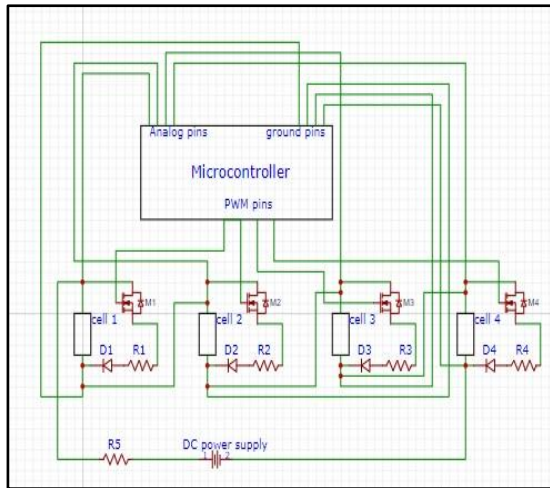 Analog pins ground pins
Microcontroller
PWM pins
M1 M2 M3 M4
cell 1 cell 2 cell 3 cell 4
D1 R1 D2 R2 D3 R3 D4 R4
R5 DC power supply
1 2